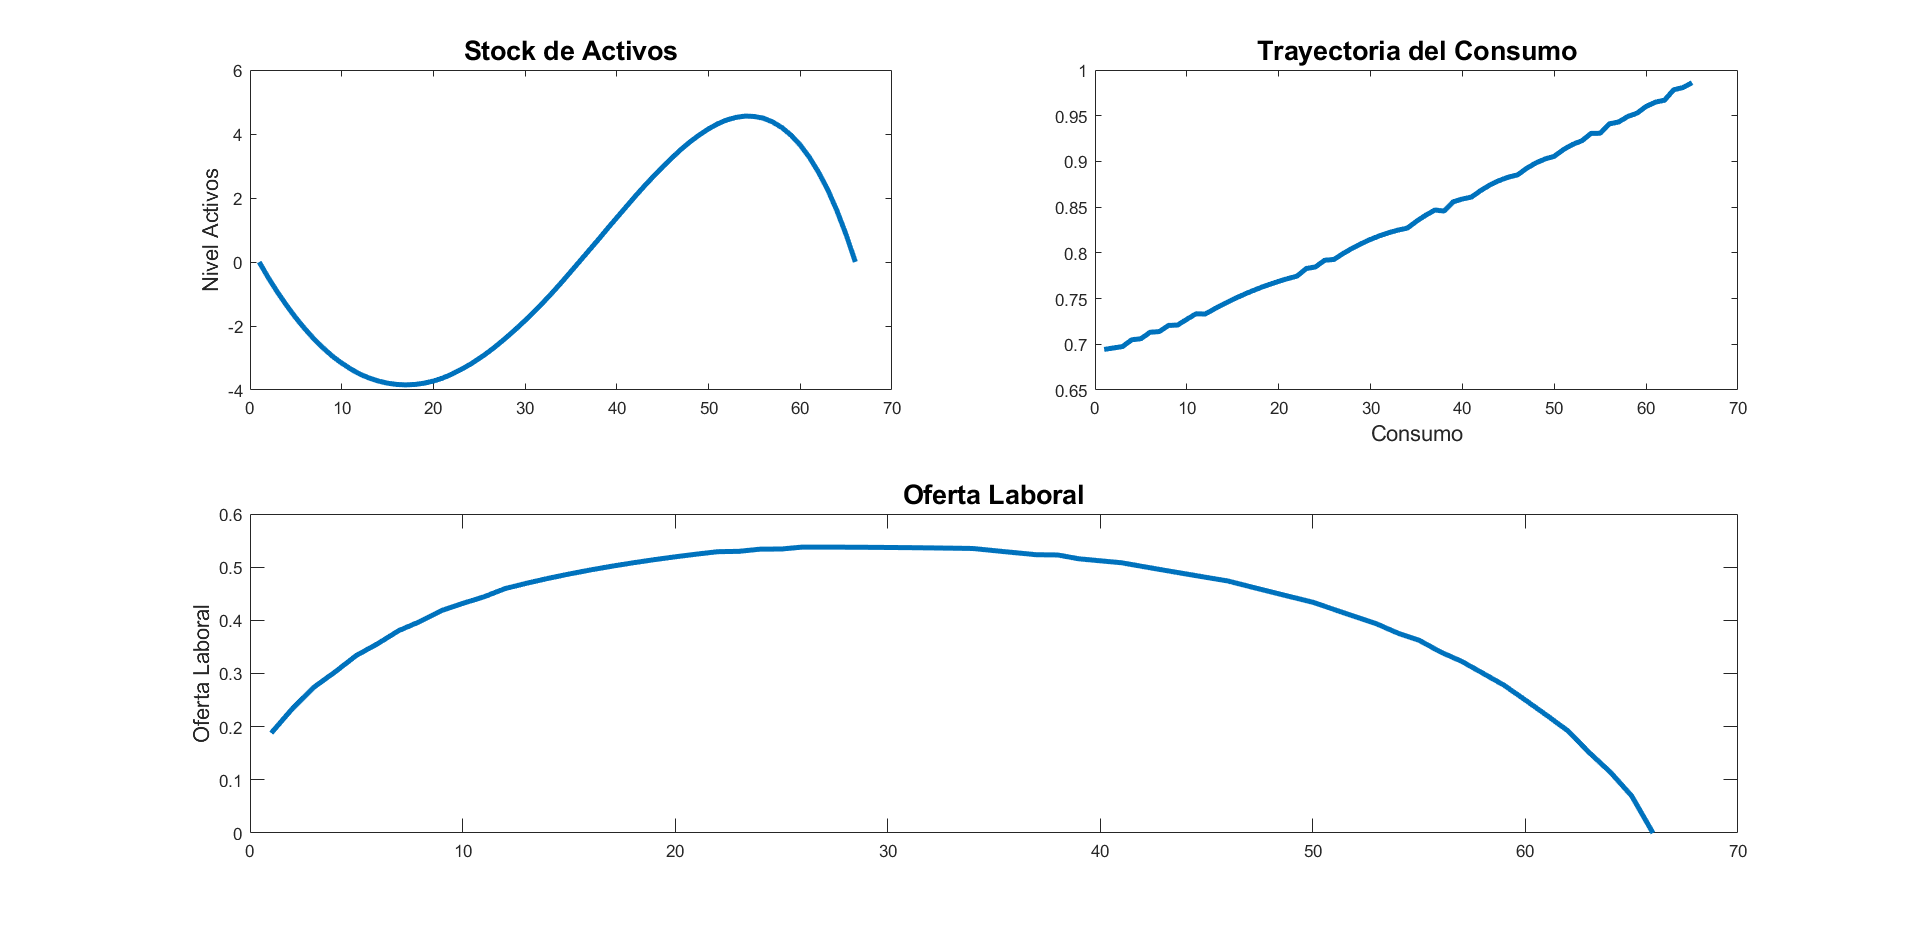 Stock de Activos
6
4
2
0
-2
-4
Nivel Activos
0 10 20 30 40 50 60 70
Trayectoria del Consumo
1
0.95
0.9
0.85
0.8
0.75
0.7
0.65
0 10 20 30 40 50 60 70
Consumo
Oferta Laboral
0.6
0.5
0.4
0.3
0.2
0.1
0
Oferta Laboral
0 10 20 30 40 50 60 70